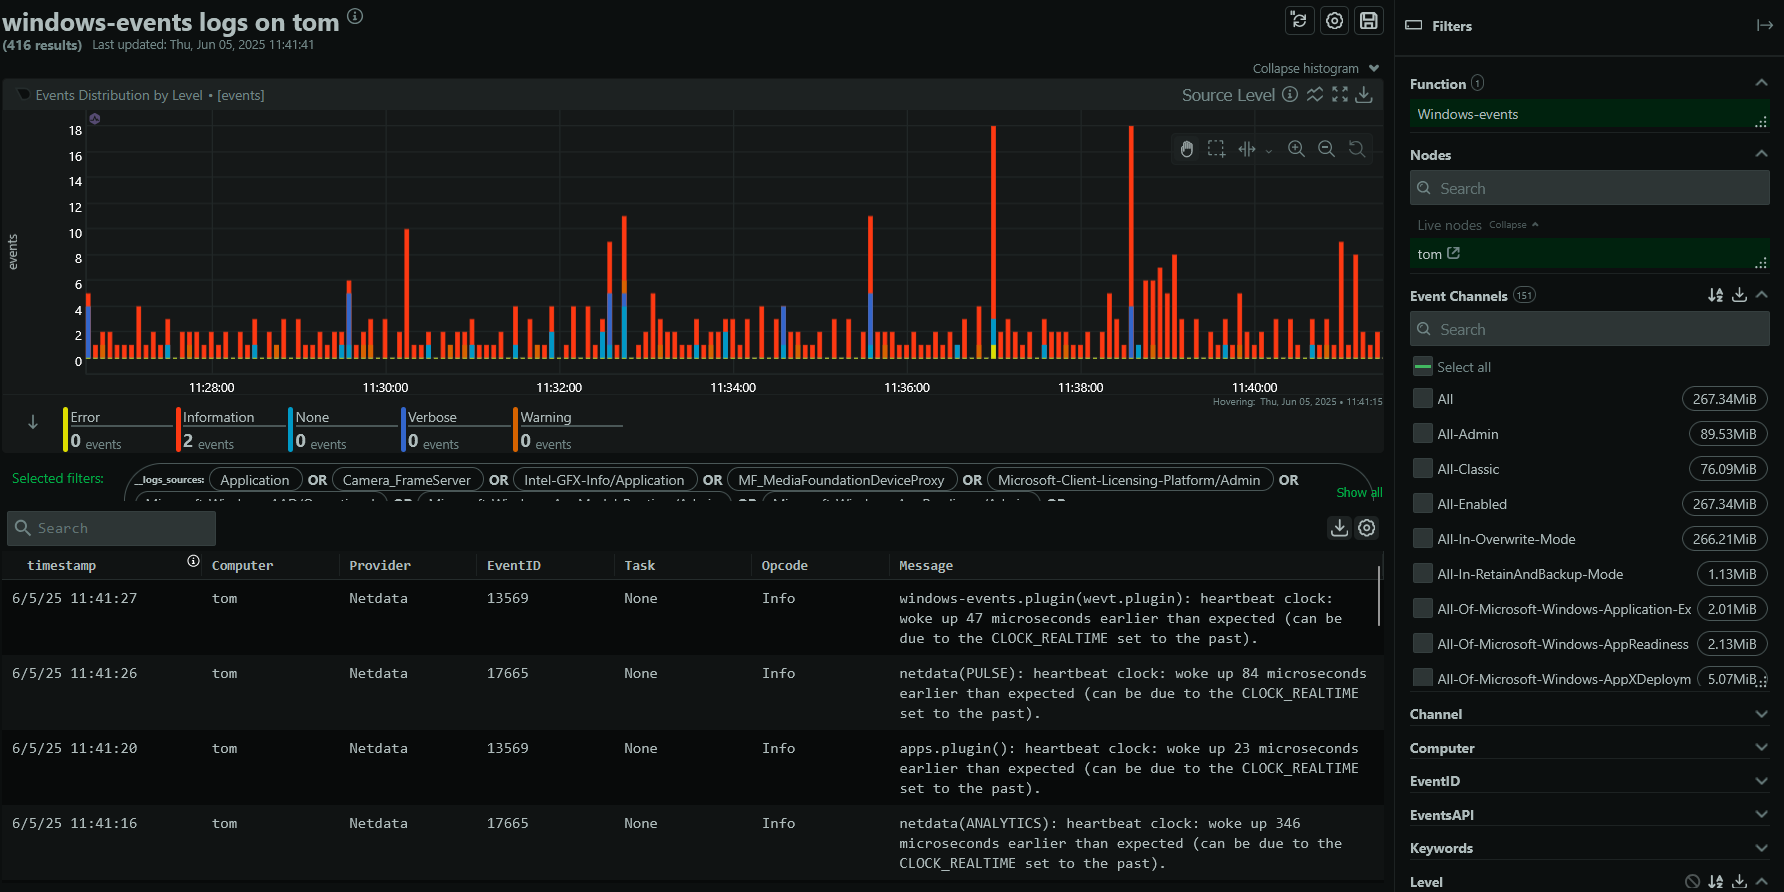 windows-events logs on tom
(416 results) Last updated: Thu, Jun 05, 2025 11:41:41
Collapse histogram
Events Distribution by Level • [events]
Source Level
events
18
16
14
12
10
8
6
4
2
0
11:28:00 11:30:00 11:32:00 11:34:00 11:36:00 11:38:00 11:40:00
Hovering: Thu, Jun 05, 2025 • 11:41:15
Error Information None Verbose Warning
0 events 2 events 0 events 0 events 0 events
Selected filters:
__logs_sources: Application OR Camera_FrameServer OR Intel-GFX-Info/Application OR MF_MediaFoundationDeviceProxy OR Microsoft-Client-Licensing-Platform/Admin OR
Show all
Search
timestamp Computer Provider EventID Task Opcode Message
6/5/25 11:41:27 tom Netdata 13569 None Info windows-events.plugin(wevt.plugin): heartbeat clock:
woke up 47 microseconds earlier than expected (can be
due to the CLOCK_REALTIME set to the past).
6/5/25 11:41:26 tom Netdata 17665 None Info netdata(PULSE): heartbeat clock: woke up 84 microseconds
earlier than expected (can be due to the CLOCK_REALTIME
set to the past).
6/5/25 11:41:20 tom Netdata 13569 None Info apps.plugin(): heartbeat clock: woke up 23 microseconds
earlier than expected (can be due to the CLOCK_REALTIME
set to the past).
6/5/25 11:41:16 tom Netdata 17665 None Info netdata(ANALYTICS): heartbeat clock: woke up 346
microseconds earlier than expected (can be due to the
CLOCK_REALTIME set to the past).
Filters
Function 1
Windows-events
Nodes
Search
Live nodes Collapse
tom
Event Channels 151
Search
Select all
All 267.34MiB
All-Admin 89.53MiB
All-Classic 76.09MiB
All-Enabled 267.34MiB
All-In-Overwrite-Mode 266.21MiB
All-In-RetainAndBackup-Mode 1.13MiB
All-Of-Microsoft-Windows-Application-Ex 2.01MiB
All-Of-Microsoft-Windows-AppReadiness 2.13MiB
All-Of-Microsoft-Windows-AppXDeploym 5.07MiB
Channel
Computer
EventID
EventsAPI
Keywords
Level